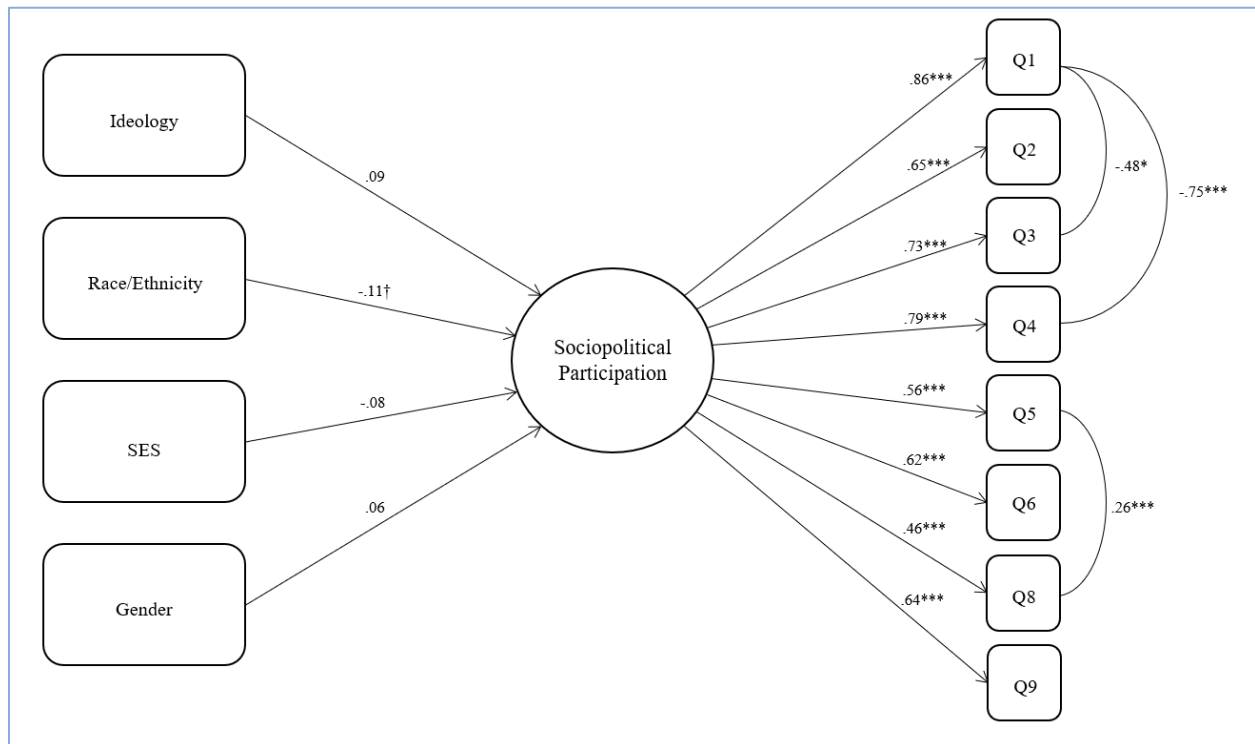 Ideology
Race/Ethnicity
SES
Gender
.09
-.11†
-.08
.06
Sociopolitical
Participation
.86***
.65***
.73***
.79***
.56***
.62***
.46***
.64***
Q1
Q2
Q3
Q4
Q5
Q6
Q8
Q9
-.48*
-.75***
.26***